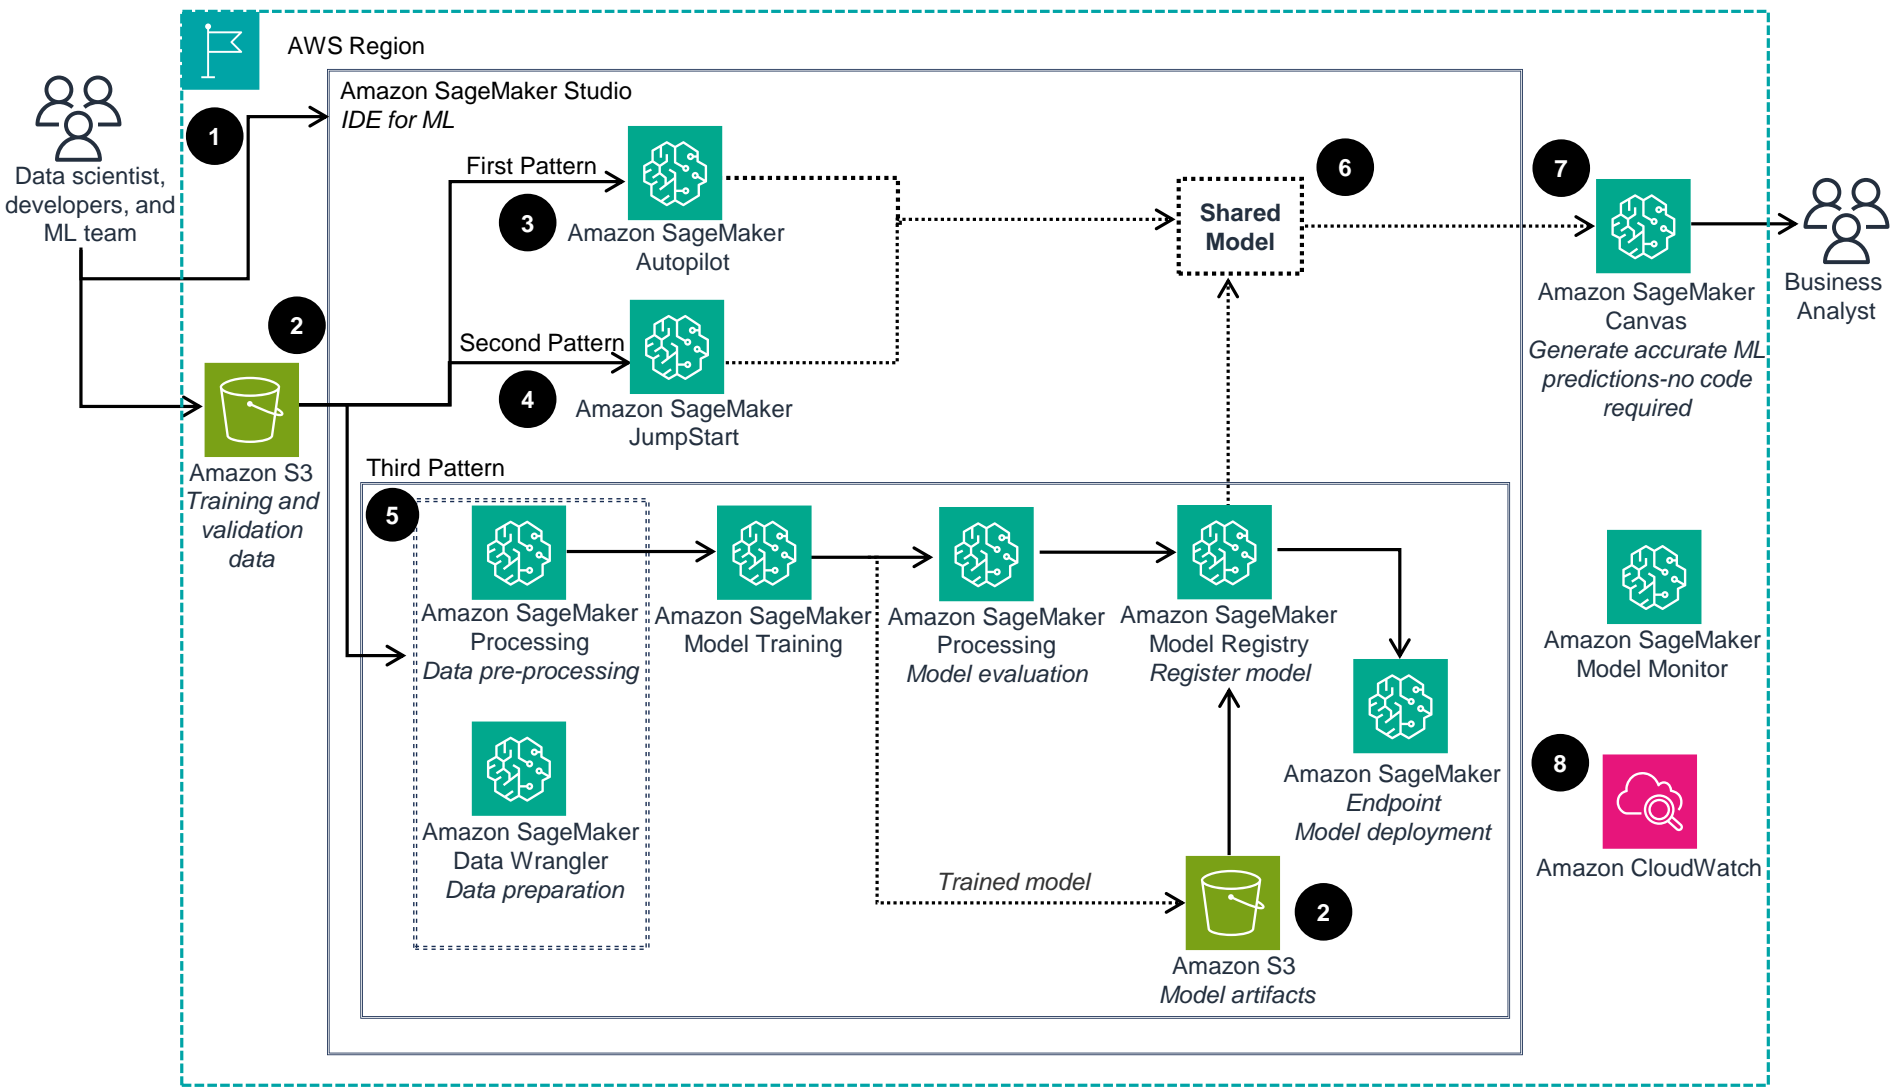 AWS Region
Amazon SageMaker Studio
IDE for ML
1
Data scientist,
developers, and
ML team
First Pattern
3
Amazon SageMaker
Autopilot
Second Pattern
4
Amazon SageMaker
JumpStart
2
Amazon S3
Training and
validation
data
Shared
Model
6
7
Amazon SageMaker
Canvas
Generate accurate ML
predictions-no code
required
Business
Analyst
Third Pattern
5
Amazon SageMaker
Processing
Data pre-processing
Amazon SageMaker
Data Wrangler
Data preparation
Amazon SageMaker
Model Training
Amazon SageMaker
Processing
Model evaluation
Amazon SageMaker
Model Registry
Register model
Amazon SageMaker
Endpoint
Model deployment
Trained model
2
Amazon S3
Model artifacts
Amazon SageMaker
Model Monitor
8
Amazon CloudWatch